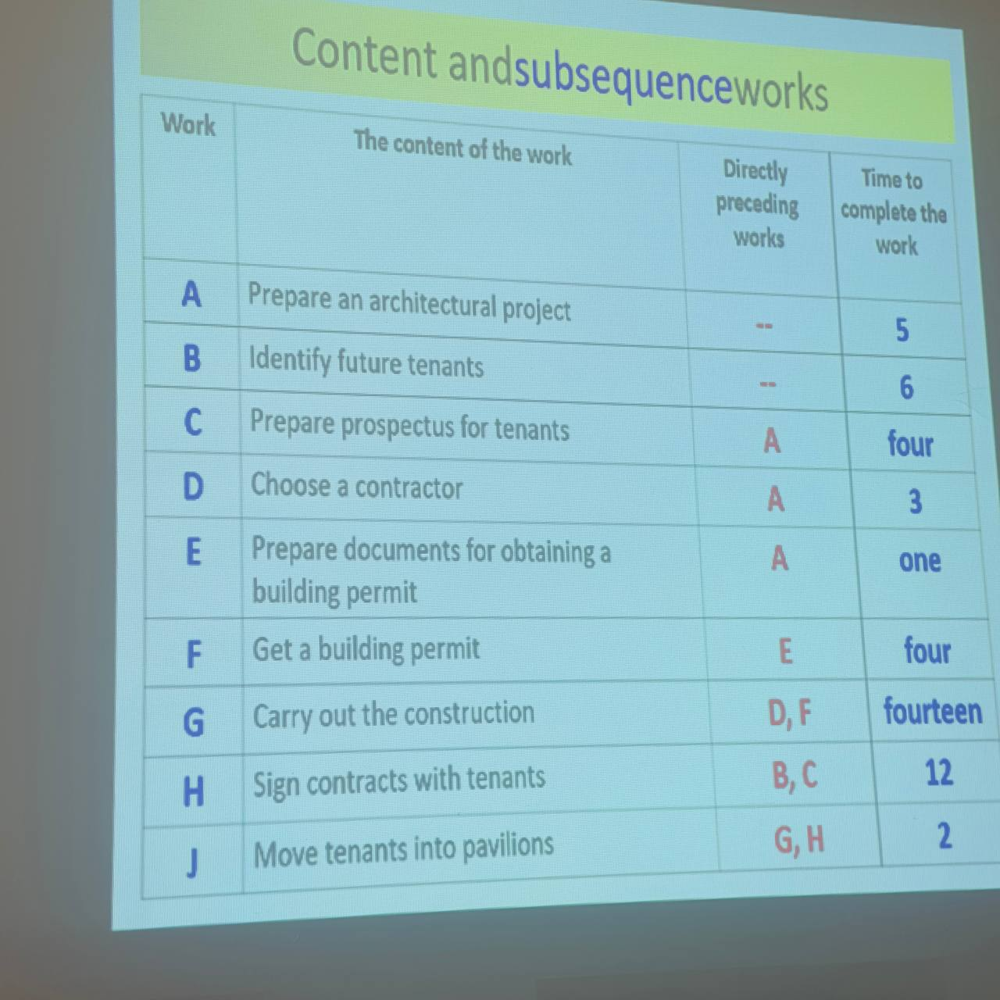 Content andsubsequenceworks
Work The content of the work Directly preceding works Time to complete the work
A Prepare an architectural project -- 5
B Identify future tenants -- 6
C Prepare prospectus for tenants A four
D Choose a contractor A 3
E Prepare documents for obtaining a building permit A one
F Get a building permit E four
G Carry out the construction D, F fourteen
H Sign contracts with tenants B, C 12
J Move tenants into pavilions G, H 2